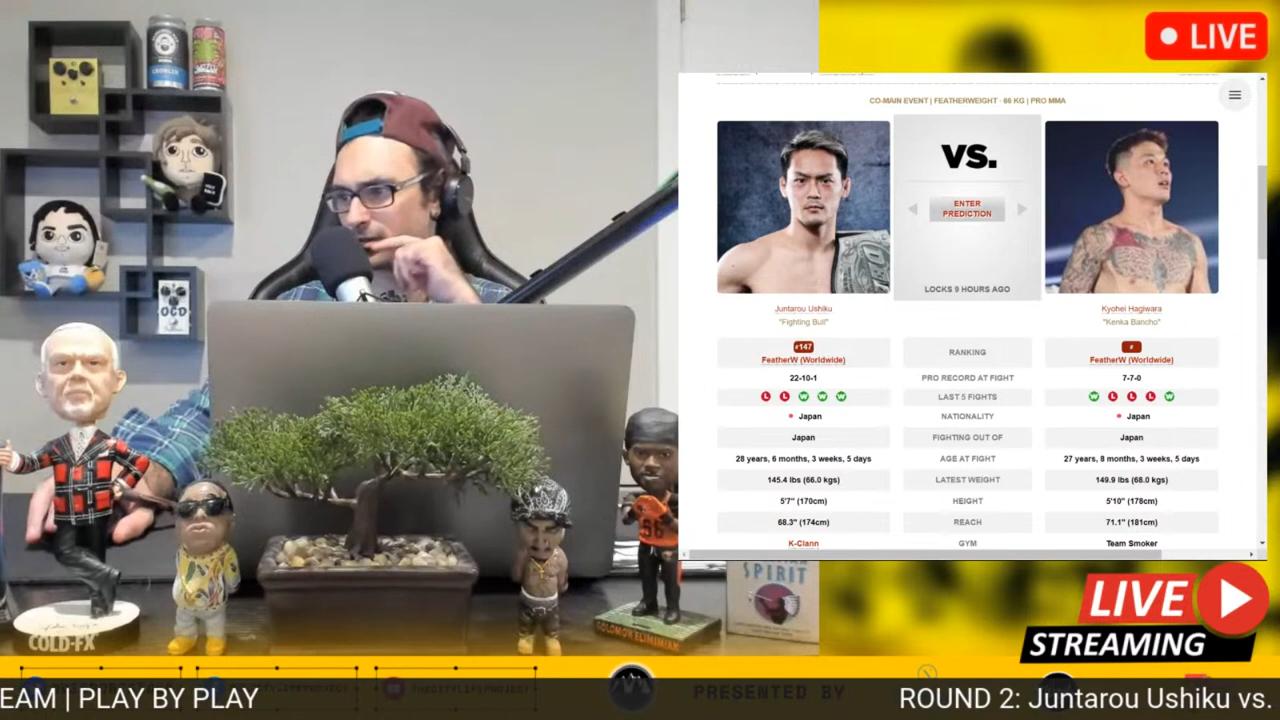 LIVE
CO-MAIN EVENT | FEATHERWEIGHT · 66 KG | PRO MMA
VS.
ENTER
PREDICTION
LOCKS 9 HOURS AGO
Juntarou Ushiku
"Fighting Bull"
Kyohei Hagiwara
"Kenka Bancho"
#147
FeatherW (Worldwide)
RANKING
#
FeatherW (Worldwide)
22-10-1
PRO RECORD AT FIGHT
7-7-0
L L W W W
LAST 5 FIGHTS
W L L L W
Japan
NATIONALITY
Japan
Japan
FIGHTING OUT OF
Japan
28 years, 6 months, 3 weeks, 5 days
AGE AT FIGHT
27 years, 8 months, 3 weeks, 5 days
145.4 lbs (66.0 kgs)
LATEST WEIGHT
149.9 lbs (68.0 kgs)
5'7" (170cm)
HEIGHT
5'10" (178cm)
68.3" (174cm)
REACH
71.1" (181cm)
K-Clann
GYM
Team Smoker
OCD
COLD-FX
SOLOMON ELIMIMIAN
SPIRIT
LIVE
STREAMING
PRESENTED BY
EAM | PLAY BY PLAY
ROUND 2: Juntarou Ushiku vs.